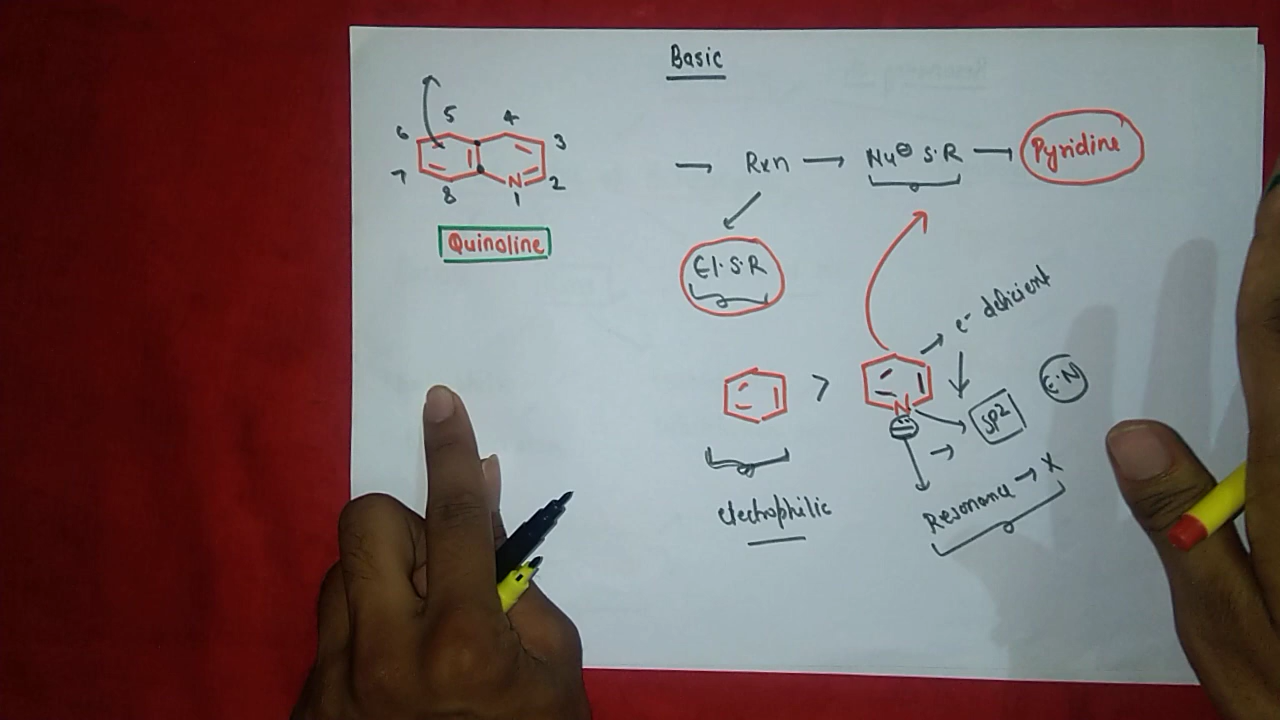 Basic
5 4
6 3
7 N 2
8 1
Quinoline
→ Rxn → Nu⊖ S.R → Pyridine
El.S.R
e- deficient
>
N
SP2
E.N
Resonance → X
electrophilic